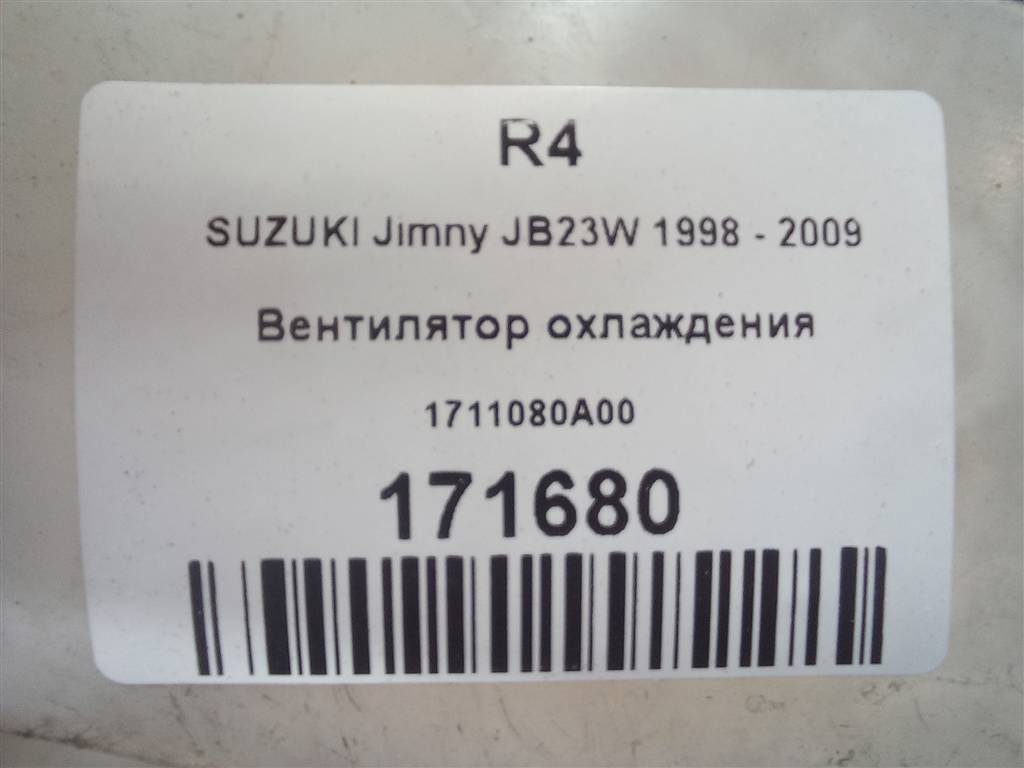 R4
SUZUKI Jimny JB23W 1998 - 2009
Вентилятор охлаждения
1711080A00
171680